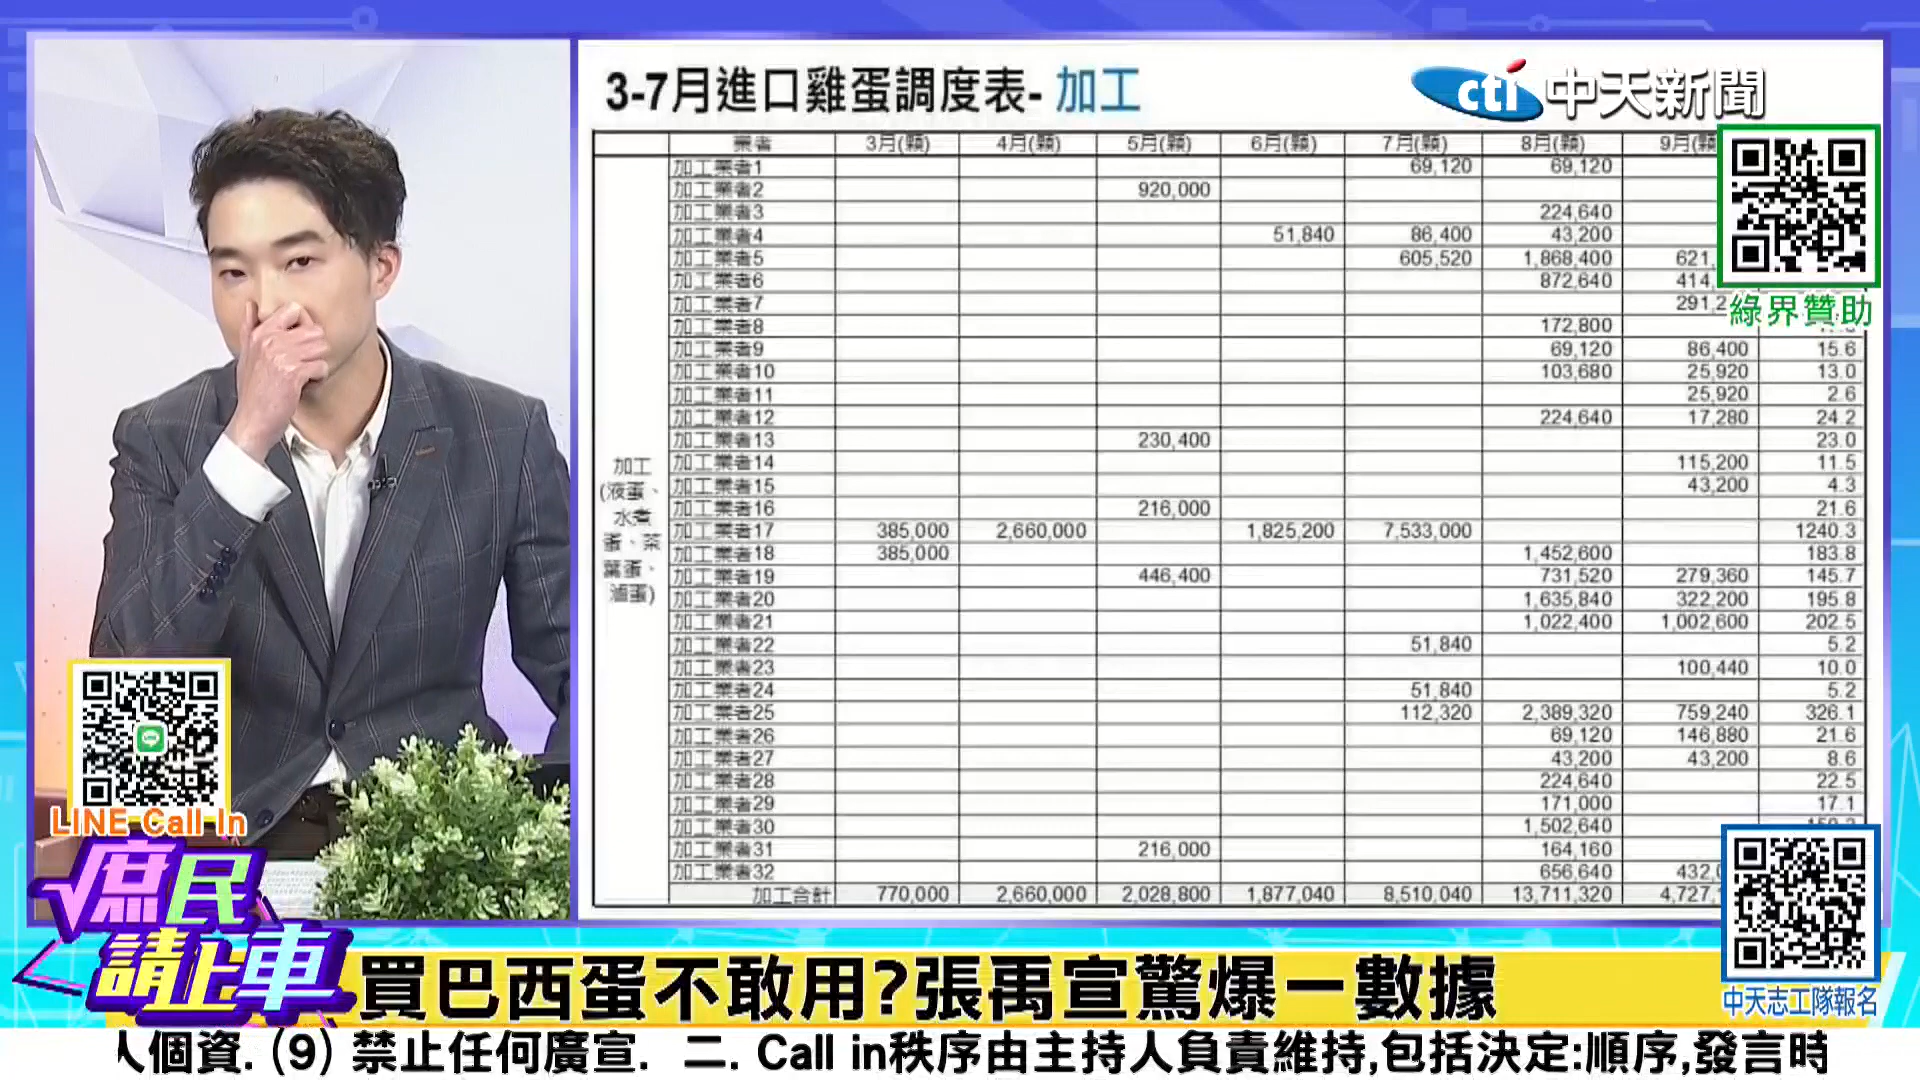 3-7月進口雞蛋調度表- 加工
cti 中天新聞
業者 3月(顆) 4月(顆) 5月(顆) 6月(顆) 7月(顆) 8月(顆) 9月(顆
加工業者1 69,120 69,120
加工業者2 920,000
加工業者3 224,640
加工業者4 51,840 86,400 43,200
加工業者5 605,520 1,868,400 621,
加工業者6 872,640 414,
加工業者7 291,2
綠界贊助
加工業者8 172,800
加工業者9 69,120 86,400 15.6
加工業者10 103,680 25,920 13.0
加工業者11 25,920 2.6
加工業者12 224,640 17,280 24.2
加工業者13 230,400 23.0
加工
(液蛋、
水煮
蛋、茶
葉蛋、
滷蛋)
加工業者14 115,200 11.5
加工業者15 43,200 4.3
加工業者16 216,000 21.6
加工業者17 385,000 2,660,000 1,825,200 7,533,000 1240.3
加工業者18 385,000 1,452,600 183.8
加工業者19 446,400 731,520 279,360 145.7
加工業者20 1,635,840 322,200 195.8
加工業者21 1,022,400 1,002,600 202.5
加工業者22 51,840 5.2
加工業者23 100,440 10.0
加工業者24 51,840 5.2
加工業者25 112,320 2,389,320 759,240 326.1
加工業者26 69,120 146,880 21.6
加工業者27 43,200 43,200 8.6
加工業者28 224,640 22.5
加工業者29 171,000 17.1
加工業者30 1,502,640
加工業者31 216,000 164,160
加工業者32 656,640 432,
加工合計 770,000 2,660,000 2,028,800 1,877,040 8,510,040 13,711,320 4,727,
LINE Call In
庶民
請上車
買巴西蛋不敢用?張禹宣驚爆一數據
中天志工隊報名
個資. (9) 禁止任何廣宣. 二. Call in秩序由主持人負責維持,包括決定:順序,發言時